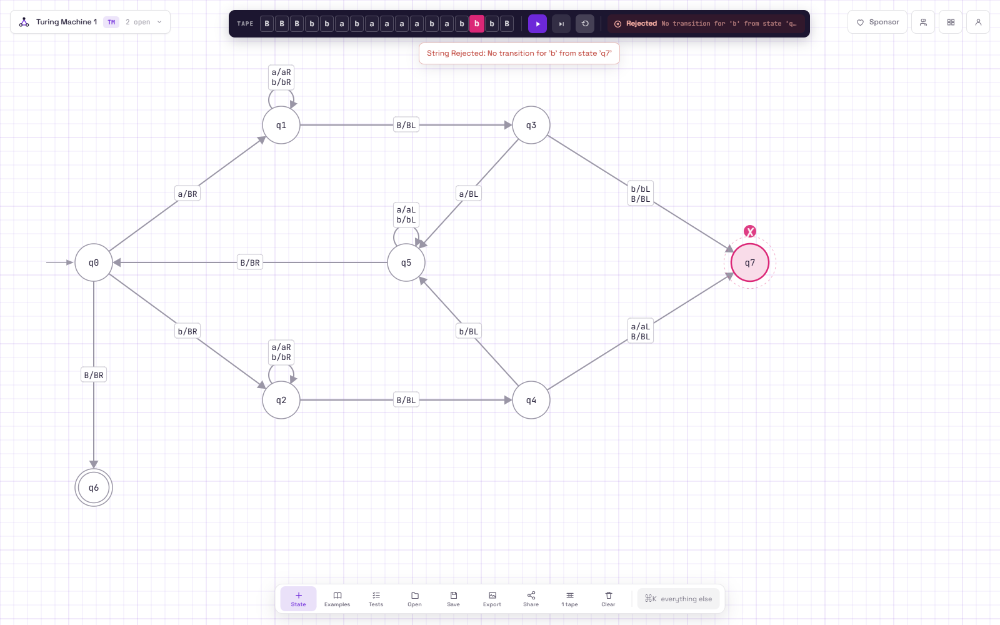 Turing Machine 1 TM 2 open
TAPE B B B b b a b a a a a b a b b b B
Rejected No transition for 'b' from state 'q…
Sponsor
String Rejected: No transition for 'b' from state 'q7'
a/aR
b/bR
q1
B/BL
q3
a/BR
a/BL
b/bL
B/BL
a/aL
b/bL
X
q0
B/BR
q5
q7
b/BR
b/BL
a/aL
B/BL
a/aR
b/bR
B/BR
q2
B/BL
q4
q6
State
Examples
Tests
Open
Save
Export
Share
1 tape
Clear
⌘K everything else